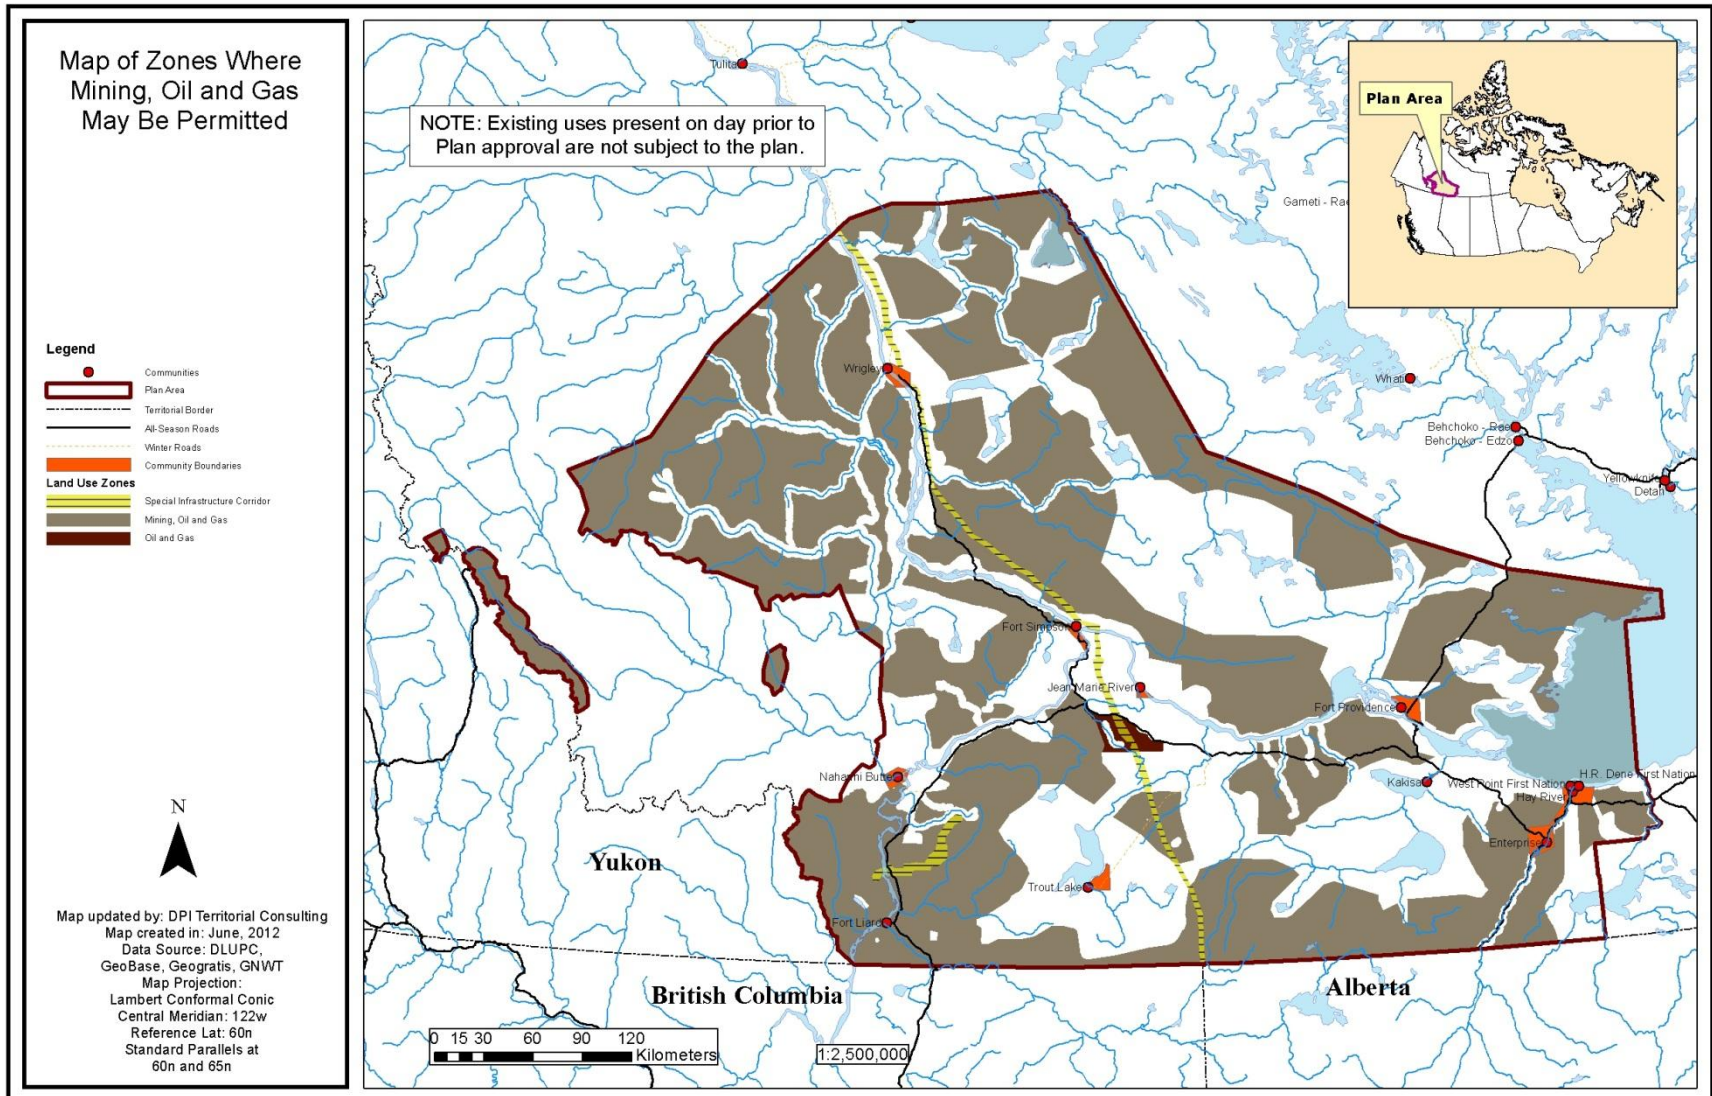 Map of Zones Where
Mining, Oil and Gas
May Be Permitted
Legend
Communities
Plan Area
Territorial Border
All-Season Roads
Winter Roads
Community Boundaries
Land Use Zones
Special Infrastructure Corridor
Mining, Oil and Gas
Oil and Gas
N
Map updated by: DPI Territorial Consulting
Map created in: June, 2012
Data Source: DLUPC,
GeoBase, Geogratis, GNWT
Map Projection:
Lambert Conformal Conic
Central Meridian: 122w
Reference Lat: 60n
Standard Parallels at
60n and 65n
Tulita
NOTE: Existing uses present on day prior to
Plan approval are not subject to the plan.
Plan Area
Gameti - Rae
Wrigley
Whati
Behchoko - Rae
Behchoko - Edzo
Yellowknife
Detah
Fort Simpson
Jean Marie River
Fort Providence
Nahanni Butte
Kakisa
West Point First Nation
H.R. Dene First Nation
Hay River
Enterprise
Trout Lake
Fort Liard
Yukon
British Columbia
Alberta
0 15 30 60 90 120
Kilometers
1:2,500,000